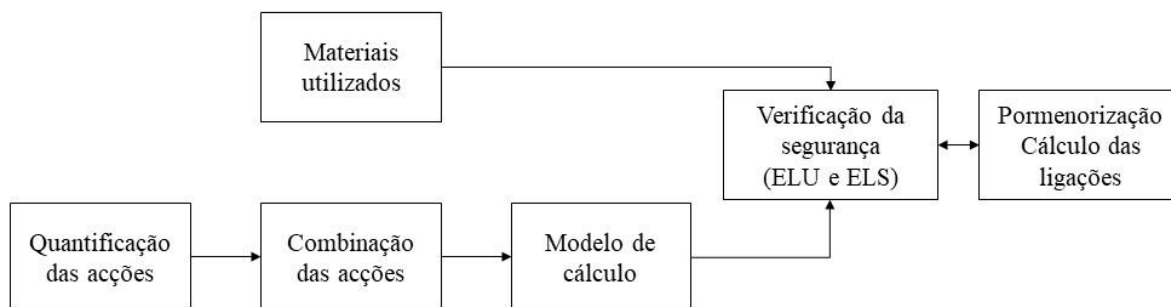 Materiais
utilizados
Verificação da
segurança
(ELU e ELS)
Pormenorização
Cálculo das
ligações
Quantificação
das acções
Combinação
das acções
Modelo de
cálculo